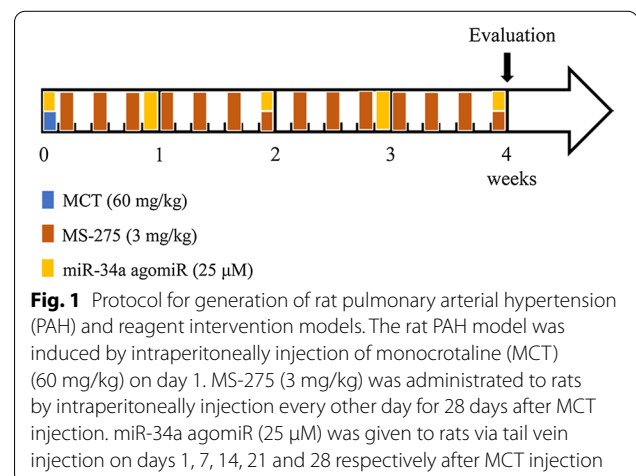 Evaluation
0 1 2 3 4
weeks
MCT (60 mg/kg)
MS-275 (3 mg/kg)
miR-34a agomiR (25 μM)
Fig. 1 Protocol for generation of rat pulmonary arterial hypertension
(PAH) and reagent intervention models. The rat PAH model was
induced by intraperitoneally injection of monocrotaline (MCT)
(60 mg/kg) on day 1. MS-275 (3 mg/kg) was administrated to rats
by intraperitoneally injection every other day for 28 days after MCT
injection. miR-34a agomiR (25 μM) was given to rats via tail vein
injection on days 1, 7, 14, 21 and 28 respectively after MCT injection